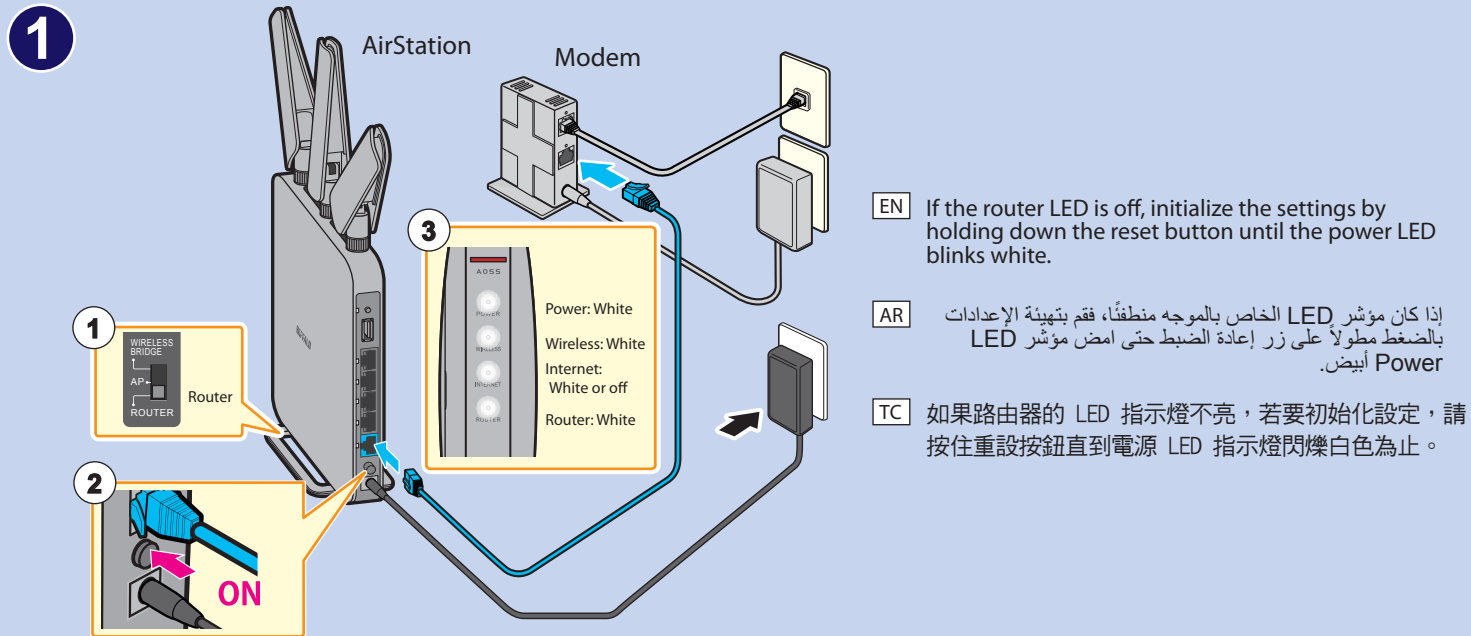 1
AirStation
Modem
1
WIRELESS
BRIDGE
AP
ROUTER
Router
2
ON
3
AOSS
POWER
WIRELESS
INTERNET
ROUTER
Power: White
Wireless: White
Internet:
White or off
Router: White
BUFFALO
EN If the router LED is off, initialize the settings by
holding down the reset button until the power LED
blinks white.
AR إذا كان مؤشر LED الخاص بالموجه منطفئًا، فقم بتهيئة الإعدادات
بالضغط مطولاً على زر إعادة الضبط حتى امض مؤشر LED
Power أبيض.
TC 如果路由器的 LED 指示燈不亮，若要初始化設定，請
按住重設按鈕直到電源 LED 指示燈閃爍白色為止。